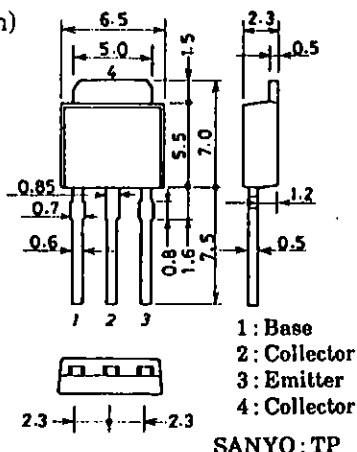 n)
6.5
5.0
4
1.5
5.5
7.0
2.3
0.5
0.85
0.7
0.6
0.8
1.6
7.5
1.2
0.5
1 2 3
2.3 2.3
1 : Base
2 : Collector
3 : Emitter
4 : Collector
SANYO : TP